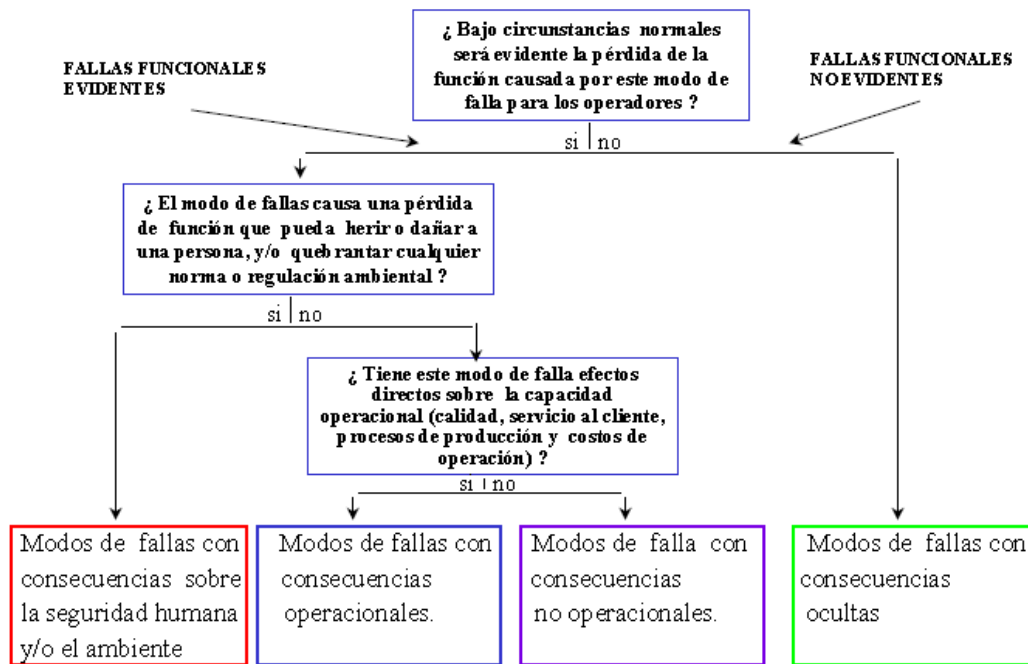 ¿ Bajo circunstancias normales
será evidente la pérdida de la
función causada por este modo de
falla para los operadores ?
FALLAS FUNCIONALES
EVIDENTES
FALLAS FUNCIONALES
NO EVIDENTES
si no
¿ El modo de fallas causa una pérdida
de función que pueda herir o dañar a
una persona, y/o quebrantar cualquier
norma o regulación ambiental ?
si no
¿ Tiene este modo de falla efectos
directos sobre la capacidad
operacional (calidad, servicio al cliente,
procesos de producción y costos de
operación) ?
si no
Modos de fallas con
consecuencias sobre
la seguridad humana
y/o el ambiente
Modos de fallas con
consecuencias
operacionales.
Modos de falla con
consecuencias
no operacionales.
Modos de fallas con
consecuencias
ocultas